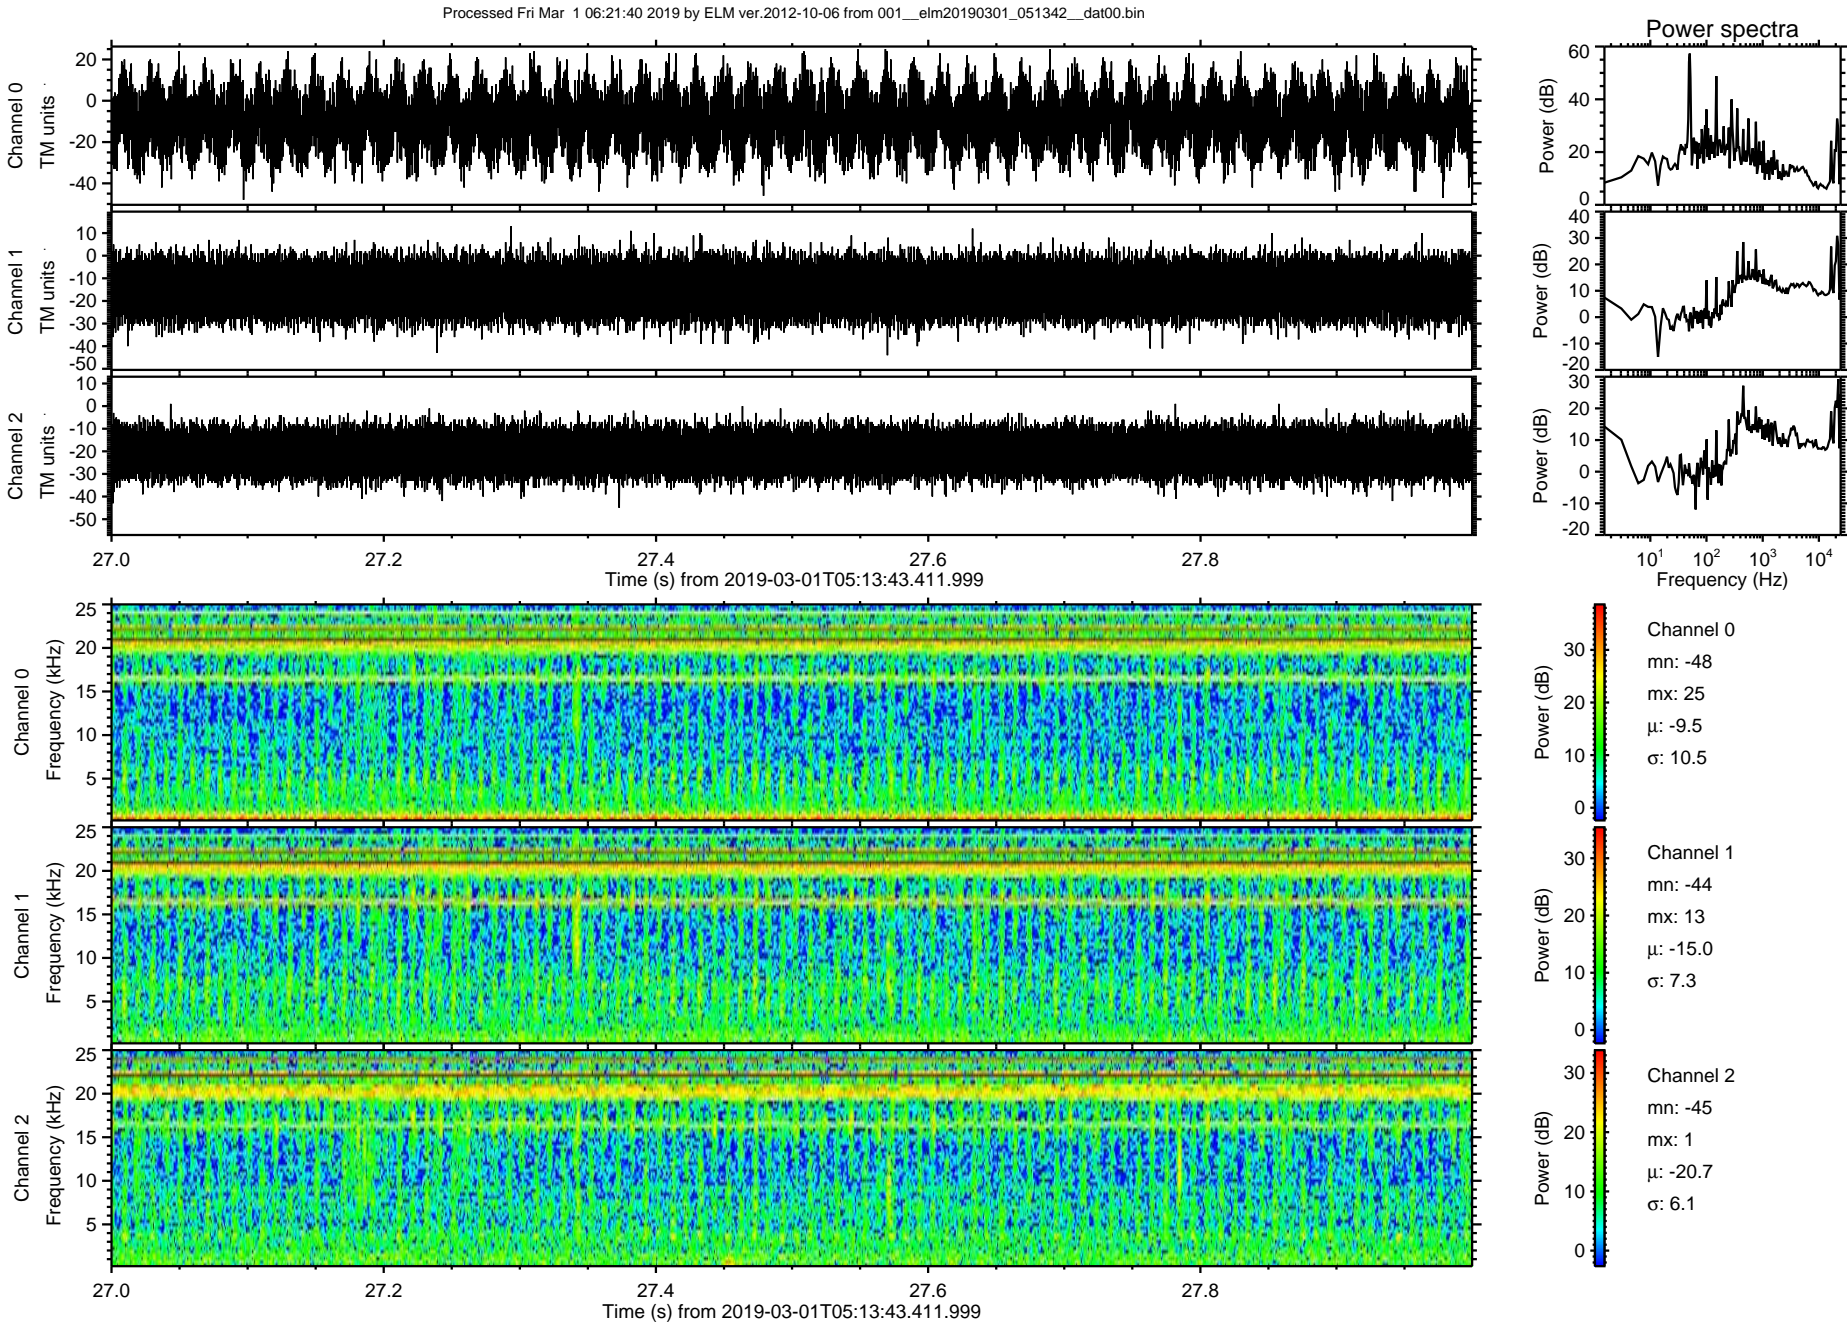 Processed Fri Mar  1 06:21:40 2019 by ELM ver.2012-10-06 from 001__elm20190301_051342__dat00.bin
Power spectra
Channel 0
TM units
20
0
-20
-40
Power (dB)
60
40
20
0
Channel 1
TM units
10
0
-10
-20
-30
-40
-50
Power (dB)
40
30
20
10
0
-10
-20
Channel 2
TM units
10
0
-10
-20
-30
-40
-50
Power (dB)
30
20
10
0
-10
-20
27.0 27.2 27.4 27.6 27.8
Time (s) from 2019-03-01T05:13:43.411.999
10^1 10^2 10^3 10^4
Frequency (Hz)
Channel 0
Frequency (kHz)
25
20
15
10
5
Power (dB)
30
20
10
0
Channel 0
mn: -48
mx: 25
μ: -9.5
σ: 10.5
Channel 1
Frequency (kHz)
25
20
15
10
5
Power (dB)
30
20
10
0
Channel 1
mn: -44
mx: 13
μ: -15.0
σ: 7.3
Channel 2
Frequency (kHz)
25
20
15
10
5
Power (dB)
30
20
10
0
Channel 2
mn: -45
mx: 1
μ: -20.7
σ: 6.1
27.0 27.2 27.4 27.6 27.8
Time (s) from 2019-03-01T05:13:43.411.999